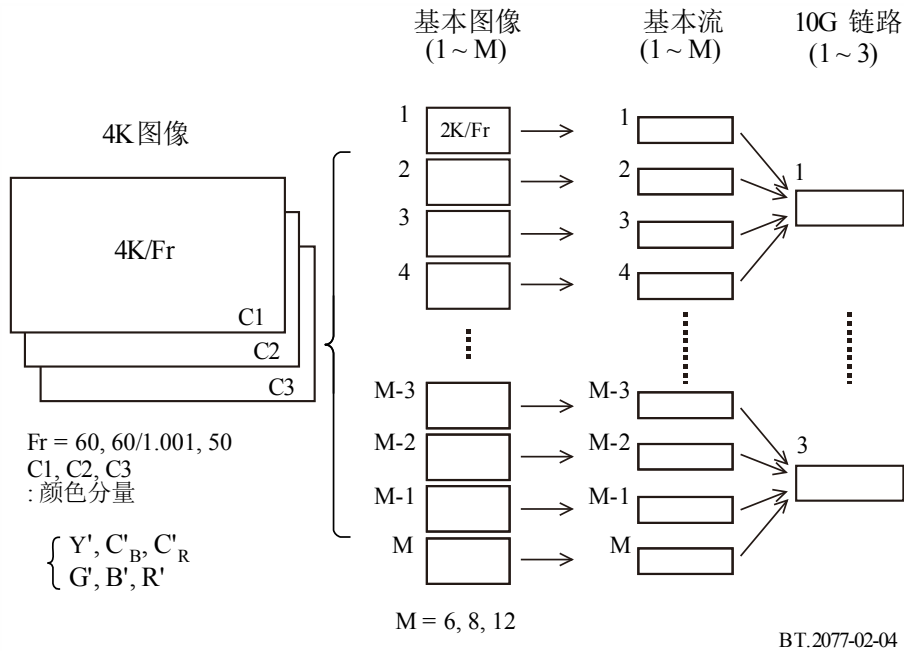 基本图像
(1 ~ M)
基本流
(1 ~ M)
10G 链路
(1 ~ 3)
4K 图像
4K/Fr
C1
C2
C3
Fr = 60, 60/1.001, 50
C1, C2, C3
: 颜色分量
Y', C'B, C'R
G', B', R'
1
2K/Fr
2
3
4
M-3
M-2
M-1
M
M = 6, 8, 12
1
2
3
4
M-3
M-2
M-1
M
1
3
BT.2077-02-04